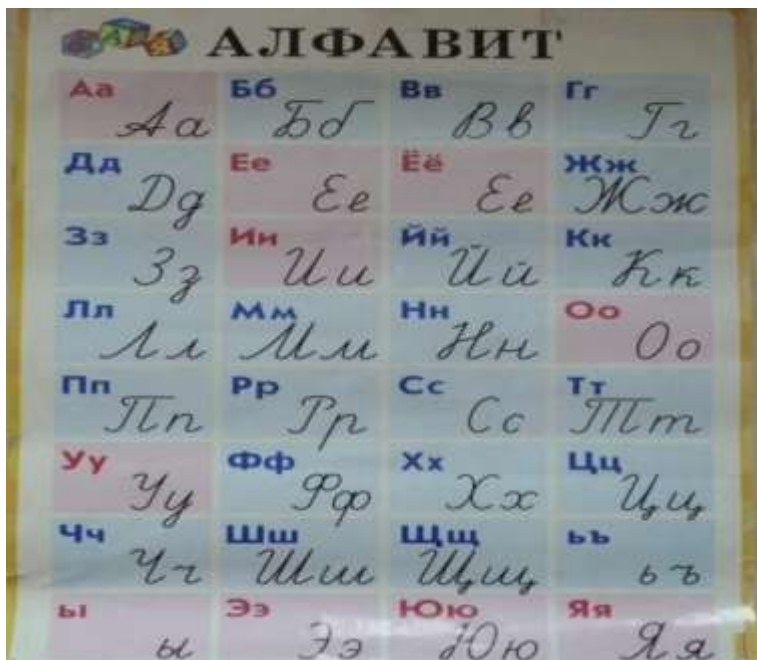 АЛФАВИТ
Аа Бб Вв Гг
Аа Бб Вв Гг
Дд Ее Ёё Жж
Дд Ее Ее Жж
Зз Ии Йй Кк
Зз Ии Йй Кк
Лл Мм Нн Оо
Лл Мм Нн Оо
Пп Рр Сс Тт
Пп Рр Сс Тт
Уу Фф Хх Цц
Уу Фф Хх Цц
Чч Шш Щщ ьъ
Чч Шш Щщ ьъ
ы Ээ Юю Яя
ы Ээ Юю Яя